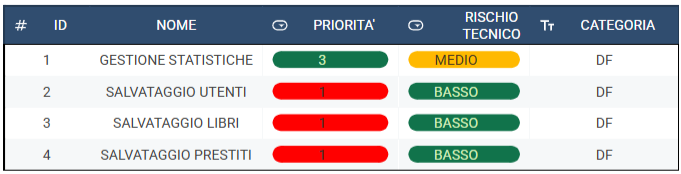 # ID NOME PRIORITA' RISCHIO TECNICO Tт CATEGORIA
1 GESTIONE STATISTICHE 3 MEDIO DF
2 SALVATAGGIO UTENTI 1 BASSO DF
3 SALVATAGGIO LIBRI 1 BASSO DF
4 SALVATAGGIO PRESTITI 1 BASSO DF